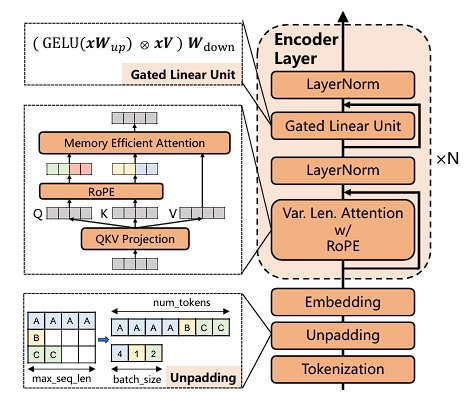 ( GELU(xW_up) ⊗ xV ) W_down
Gated Linear Unit
Memory Efficient Attention
RoPE
Q
K
V
QKV Projection
num_tokens
A A A A
B
C C
A A A A B C C
4 1 2
max_seq_len
batch_size
Unpadding
Encoder
Layer
LayerNorm
Gated Linear Unit
LayerNorm
Var. Len. Attention
w/
RoPE
×N
Embedding
Unpadding
Tokenization